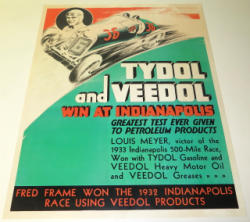 36
TYDOL
and VEEDOL
WIN AT INDIANAPOLIS
GREATEST TEST EVER GIVEN
TO PETROLEUM PRODUCTS
LOUIS MEYER, victor of the
1933 Indianapolis 500-Mile Race,
Won with TYDOL Gasoline and
VEEDOL Heavy Motor Oil
and VEEDOL Greases . . .
FRED FRAME WON THE 1932 INDIANAPOLIS
RACE USING VEEDOL PRODUCTS